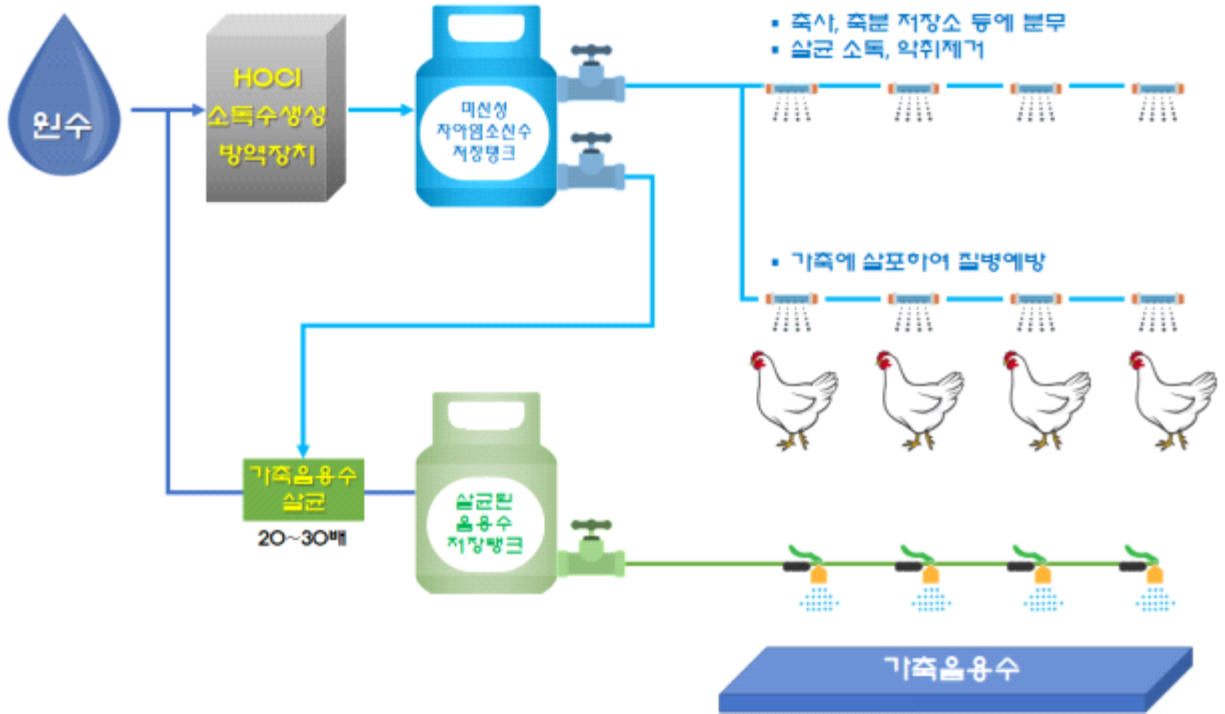 원수
HOCl
소독수생성
방역장치
미산성
차아염소산수
저장탱크
▪ 축사, 축분 저장소 등에 분무
▪ 살균 소독, 악취제거
▪ 가축에 살포하여 질병예방
가축음용수
살균
20~30배
살균된
음용수
저장탱크
가축음용수